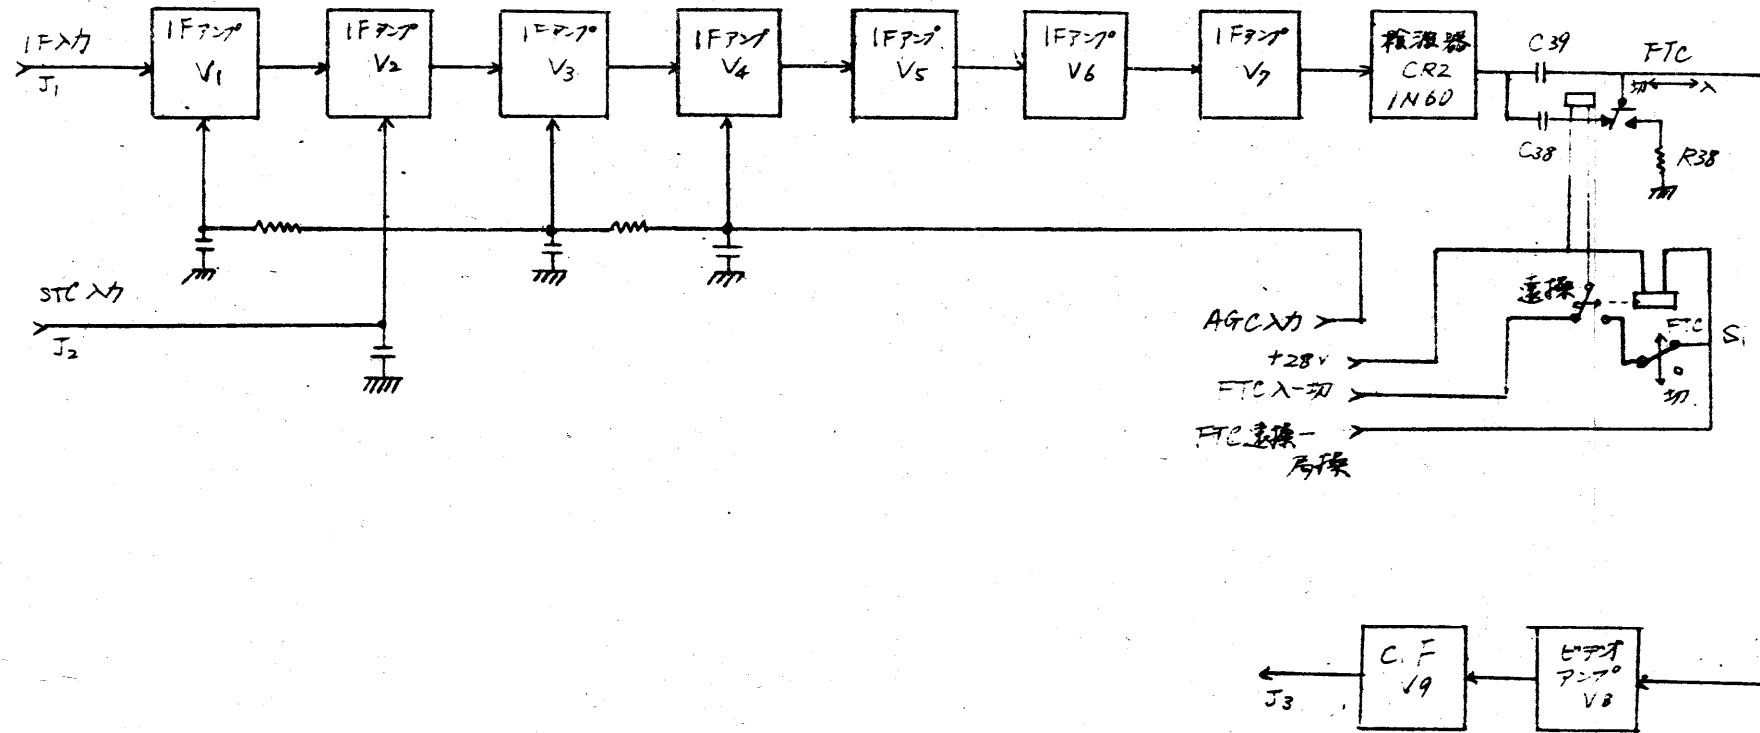 IF入力
J1
IFアンプ
V1
IFアンプ
V2
IFアンプ
V3
IFアンプ
V4
IFアンプ
V5
IFアンプ
V6
IFアンプ
V7
検波器
CR2
1N60
C39
FTC
切
入
C38
R38
STC入力
J2
遠操
AGC入力
+28V
FTC入-切
FTC遠操-
局操
FTC
切
S1
J3
C.F
V9
ビデオ
アンプ
V8